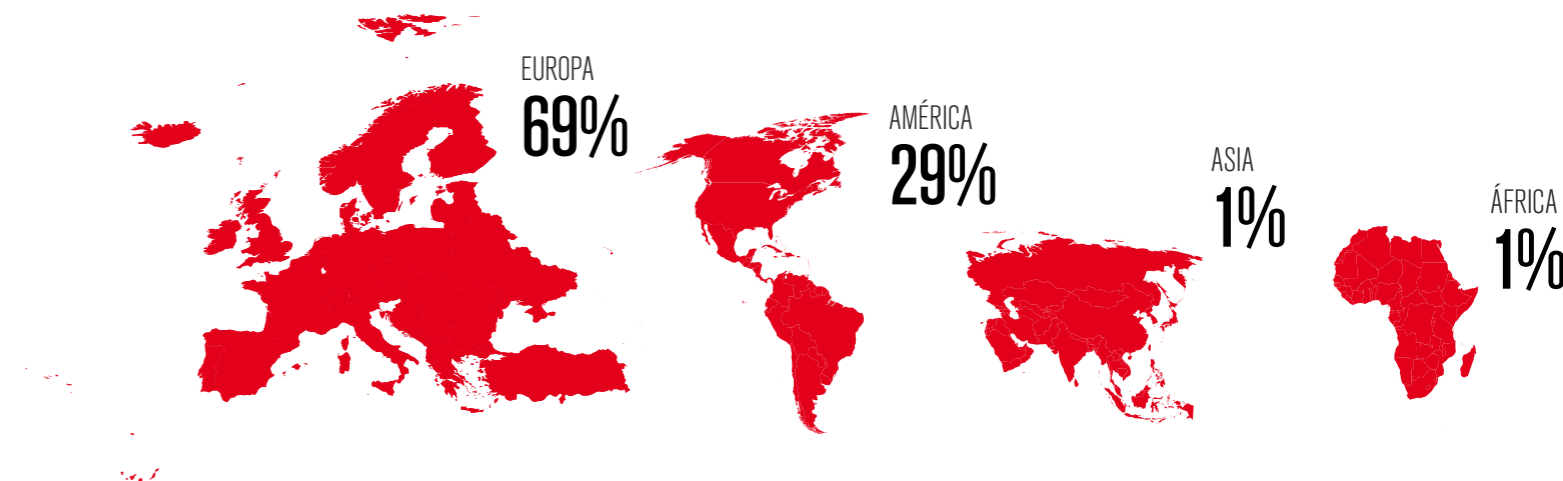 EUROPA
69%
AMÉRICA
29%
ASIA
1%
ÁFRICA
1%